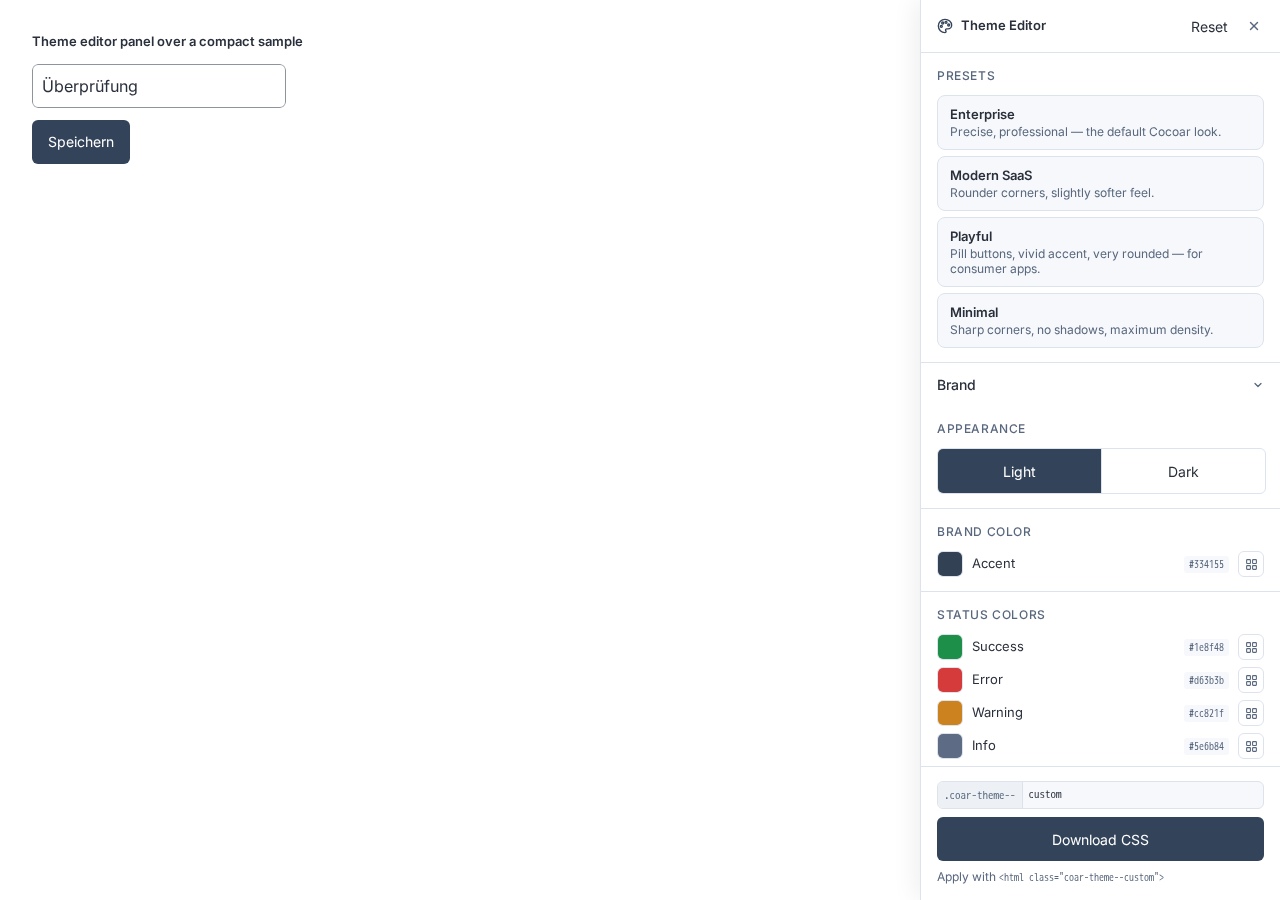 Theme editor panel over a compact sample
Überprüfung
Speichern
Theme Editor
Reset
PRESETS
Enterprise
Precise, professional — the default Cocoar look.
Modern SaaS
Rounder corners, slightly softer feel.
Playful
Pill buttons, vivid accent, very rounded — for
consumer apps.
Minimal
Sharp corners, no shadows, maximum density.
Brand
APPEARANCE
Light
Dark
BRAND COLOR
Accent
#334155
STATUS COLORS
Success
#1e8f48
Error
#d63b3b
Warning
#cc821f
Info
#5e6b84
.coar-theme--
custom
Download CSS
Apply with <html class="coar-theme--custom">